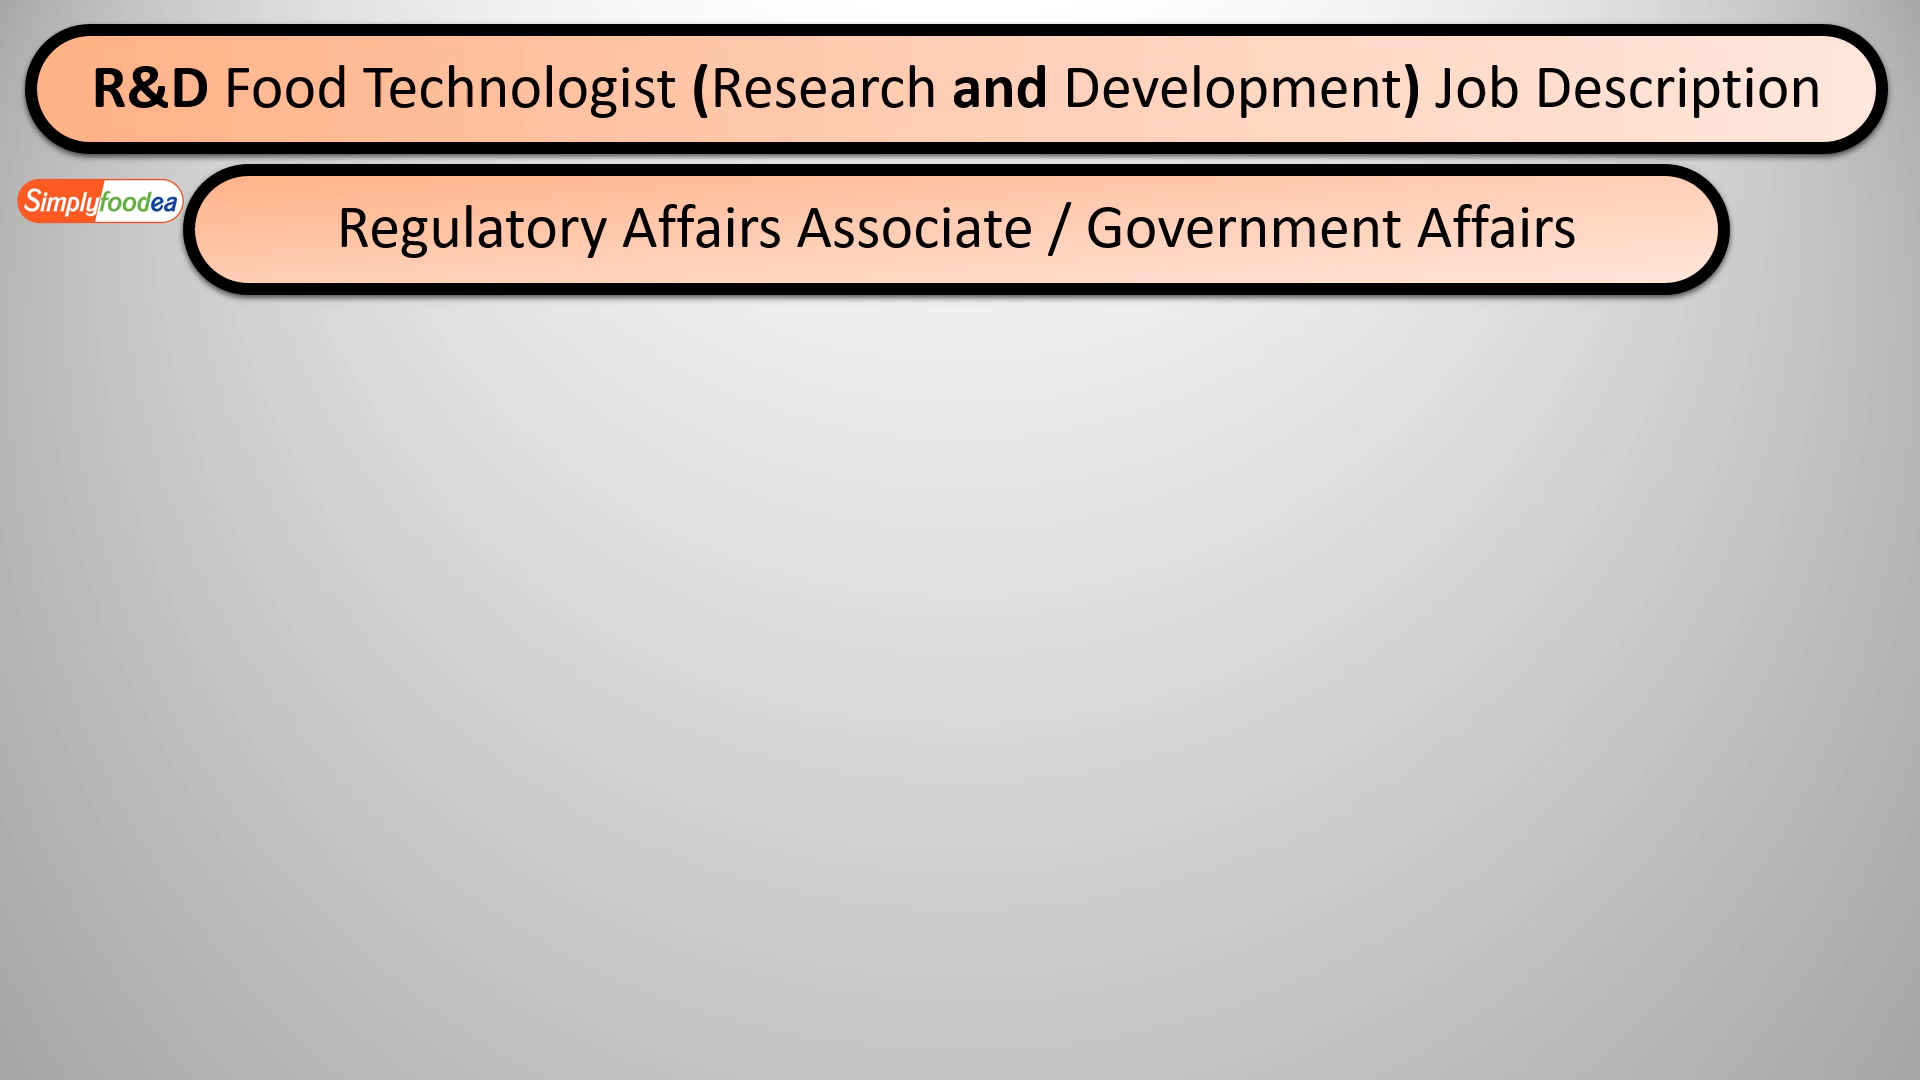 R&D Food Technologist (Research and Development) Job Description
Simplyfoodea
Regulatory Affairs Associate / Government Affairs